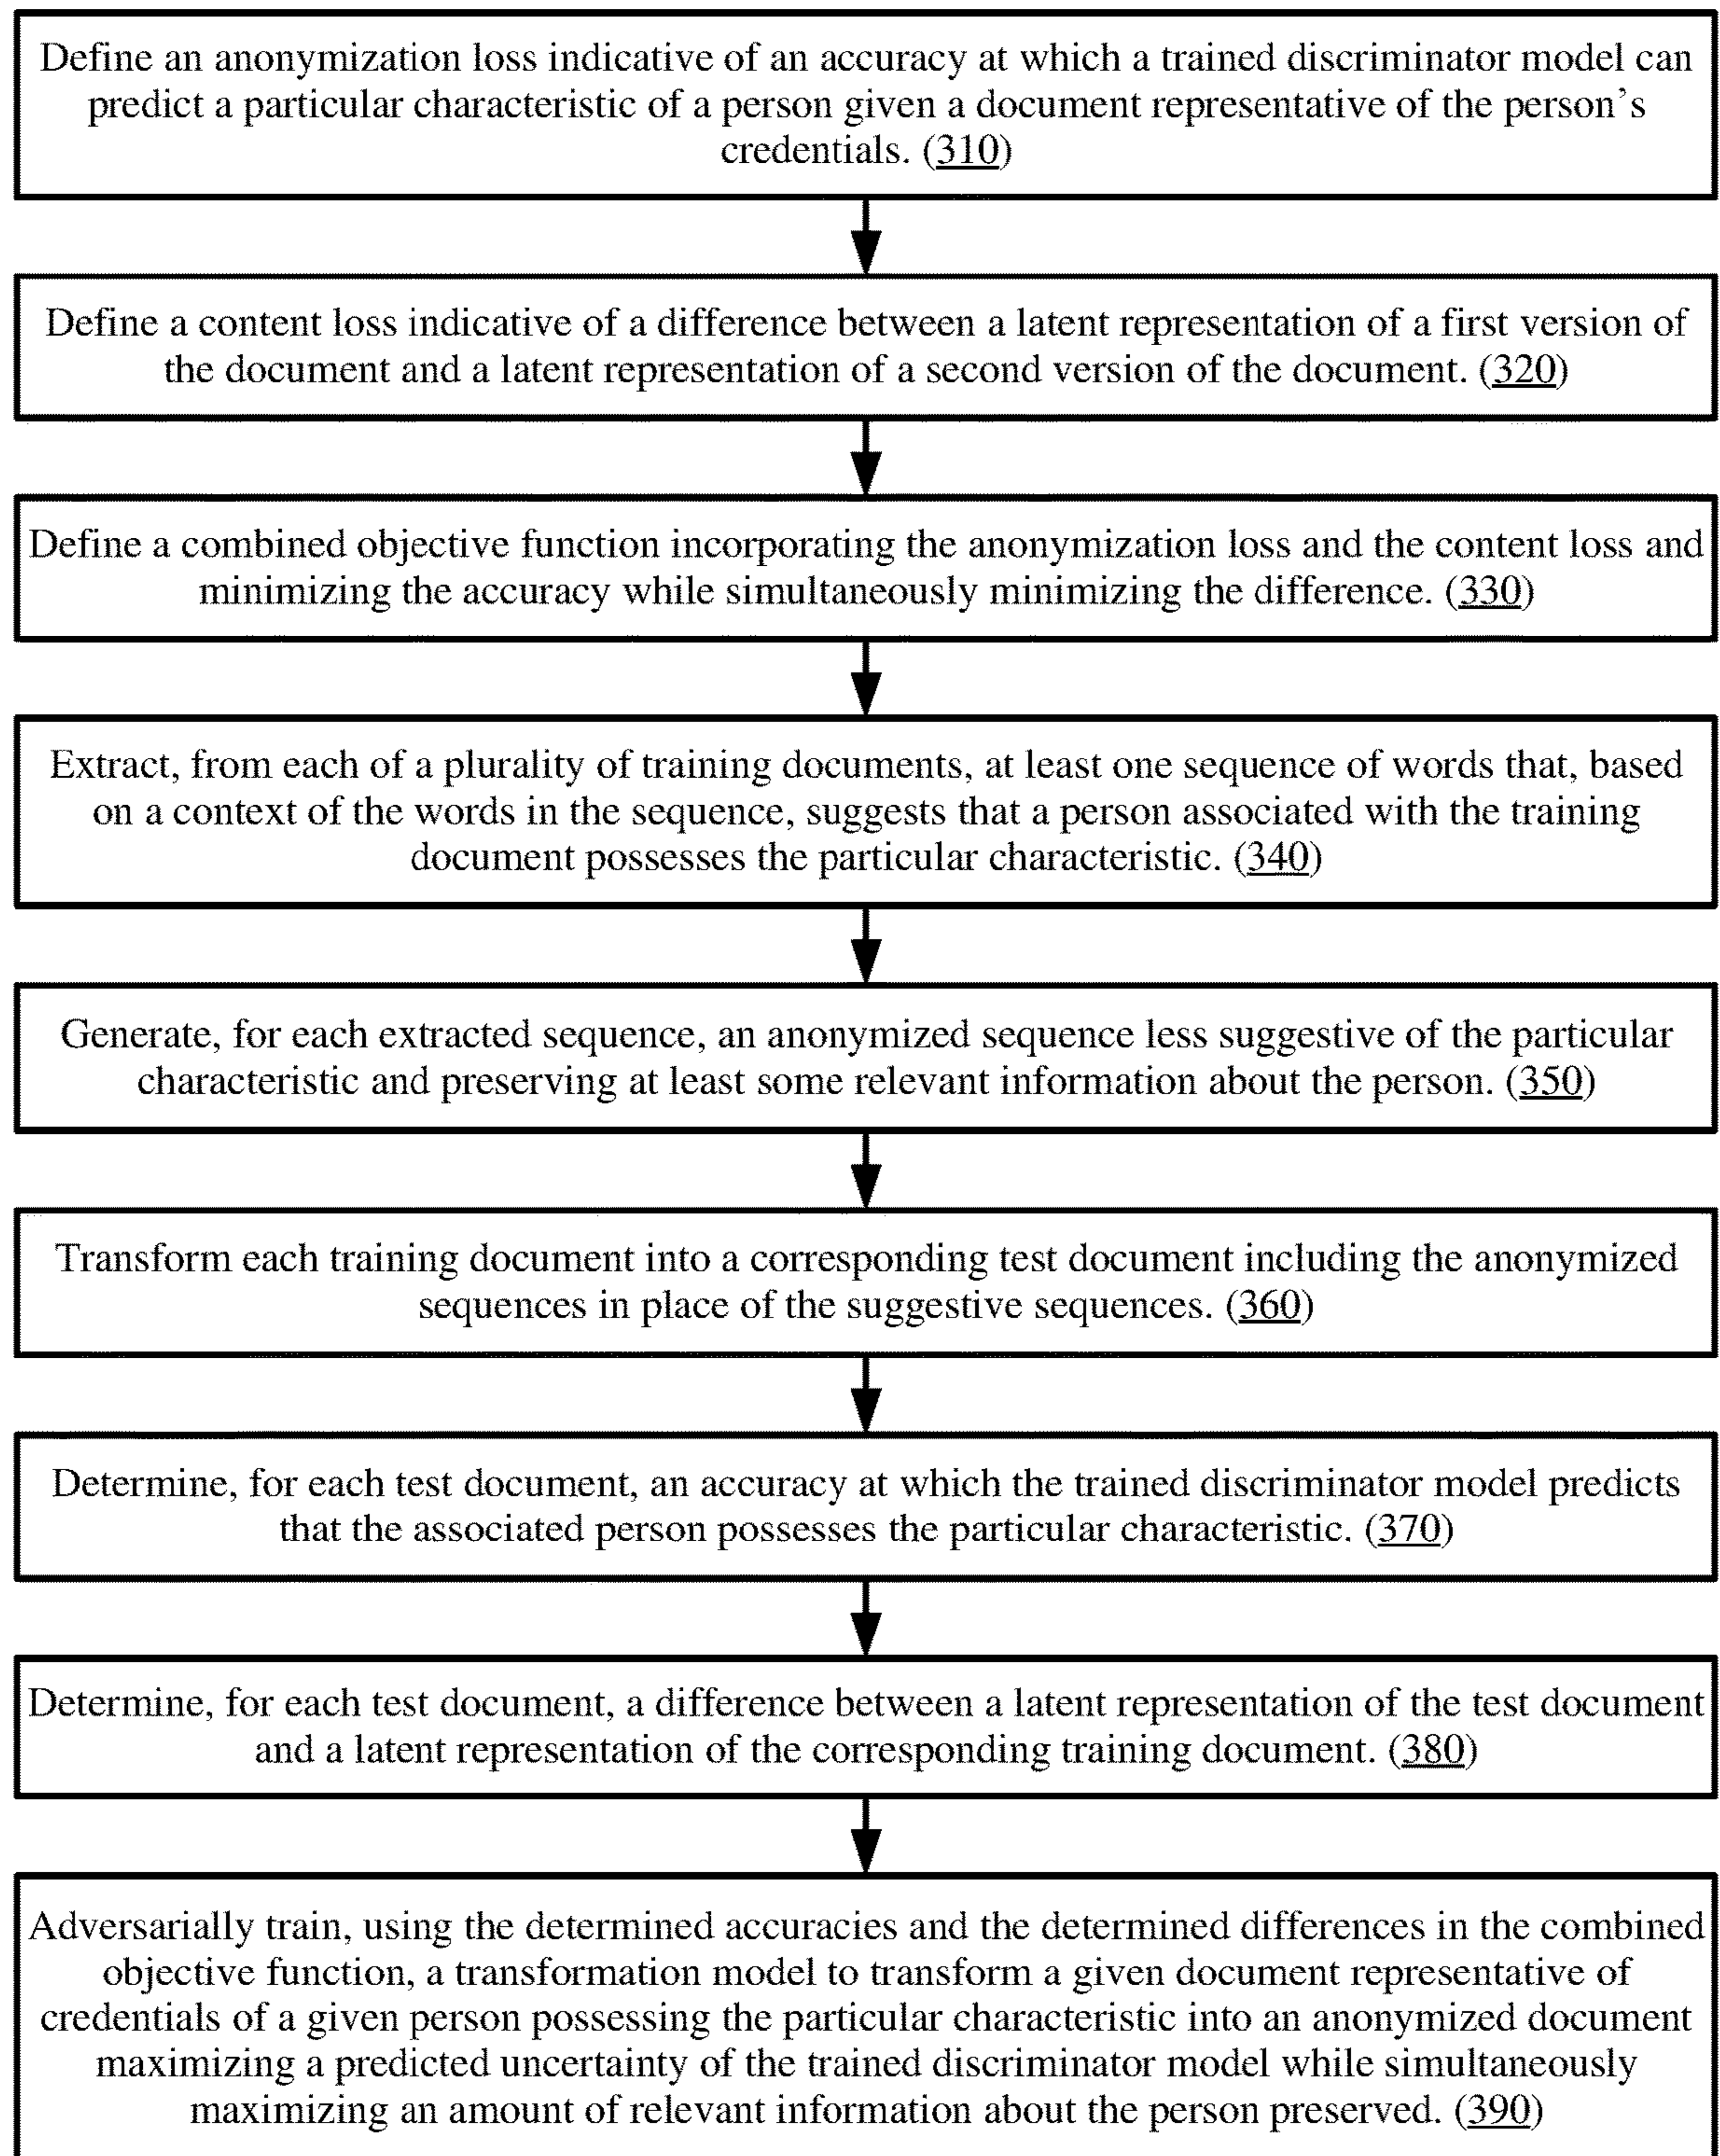 Define an anonymization loss indicative of an accuracy at which a trained discriminator model can
predict a particular characteristic of a person given a document representative of the person’s
credentials. (310)
Define a content loss indicative of a difference between a latent representation of a first version of
the document and a latent representation of a second version of the document. (320)
Define a combined objective function incorporating the anonymization loss and the content loss and
minimizing the accuracy while simultaneously minimizing the difference. (330)
Extract, from each of a plurality of training documents, at least one sequence of words that, based
on a context of the words in the sequence, suggests that a person associated with the training
document possesses the particular characteristic. (340)
Generate, for each extracted sequence, an anonymized sequence less suggestive of the particular
characteristic and preserving at least some relevant information about the person. (350)
Transform each training document into a corresponding test document including the anonymized
sequences in place of the suggestive sequences. (360)
Determine, for each test document, an accuracy at which the trained discriminator model predicts
that the associated person possesses the particular characteristic. (370)
Determine, for each test document, a difference between a latent representation of the test document
and a latent representation of the corresponding training document. (380)
Adversarially train, using the determined accuracies and the determined differences in the combined
objective function, a transformation model to transform a given document representative of
credentials of a given person possessing the particular characteristic into an anonymized document
maximizing a predicted uncertainty of the trained discriminator model while simultaneously
maximizing an amount of relevant information about the person preserved. (390)